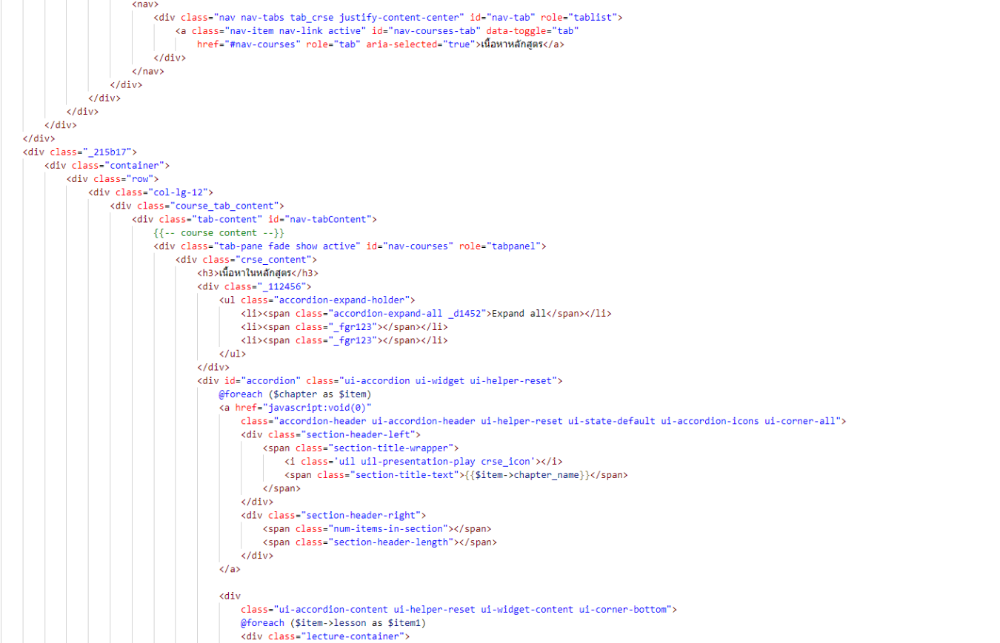 <nav>
<div class="nav nav-tabs tab_crse justify-content-center" id="nav-tab" role="tablist">
<a class="nav-item nav-link active" id="nav-courses-tab" data-toggle="tab"
href="#nav-courses" role="tab" aria-selected="true">เนื้อหาหลักสูตร</a>
</div>
</nav>
</div>
</div>
</div>
</div>
</div>
<div class="_215b17">
<div class="container">
<div class="row">
<div class="col-lg-12">
<div class="course_tab_content">
<div class="tab-content" id="nav-tabContent">
{{-- course content --}}
<div class="tab-pane fade show active" id="nav-courses" role="tabpanel">
<div class="crse_content">
<h3>เนื้อหาในหลักสูตร</h3>
<div class="_112456">
<ul class="accordion-expand-holder">
<li><span class="accordion-expand-all _d1452">Expand all</span></li>
<li><span class="_fgr123"></span></li>
<li><span class="_fgr123"></span></li>
</ul>
</div>
<div id="accordion" class="ui-accordion ui-widget ui-helper-reset">
@foreach ($chapter as $item)
<a href="javascript:void(0)"
class="accordion-header ui-accordion-header ui-helper-reset ui-state-default ui-accordion-icons ui-corner-all">
<div class="section-header-left">
<span class="section-title-wrapper">
<i class='uil uil-presentation-play crse_icon'></i>
<span class="section-title-text">{{$item->chapter_name}}</span>
</span>
</div>
<div class="section-header-right">
<span class="num-items-in-section"></span>
<span class="section-header-length"></span>
</div>
</a>
<div
class="ui-accordion-content ui-helper-reset ui-widget-content ui-corner-bottom">
@foreach ($item->lesson as $item1)
<div class="lecture-container">